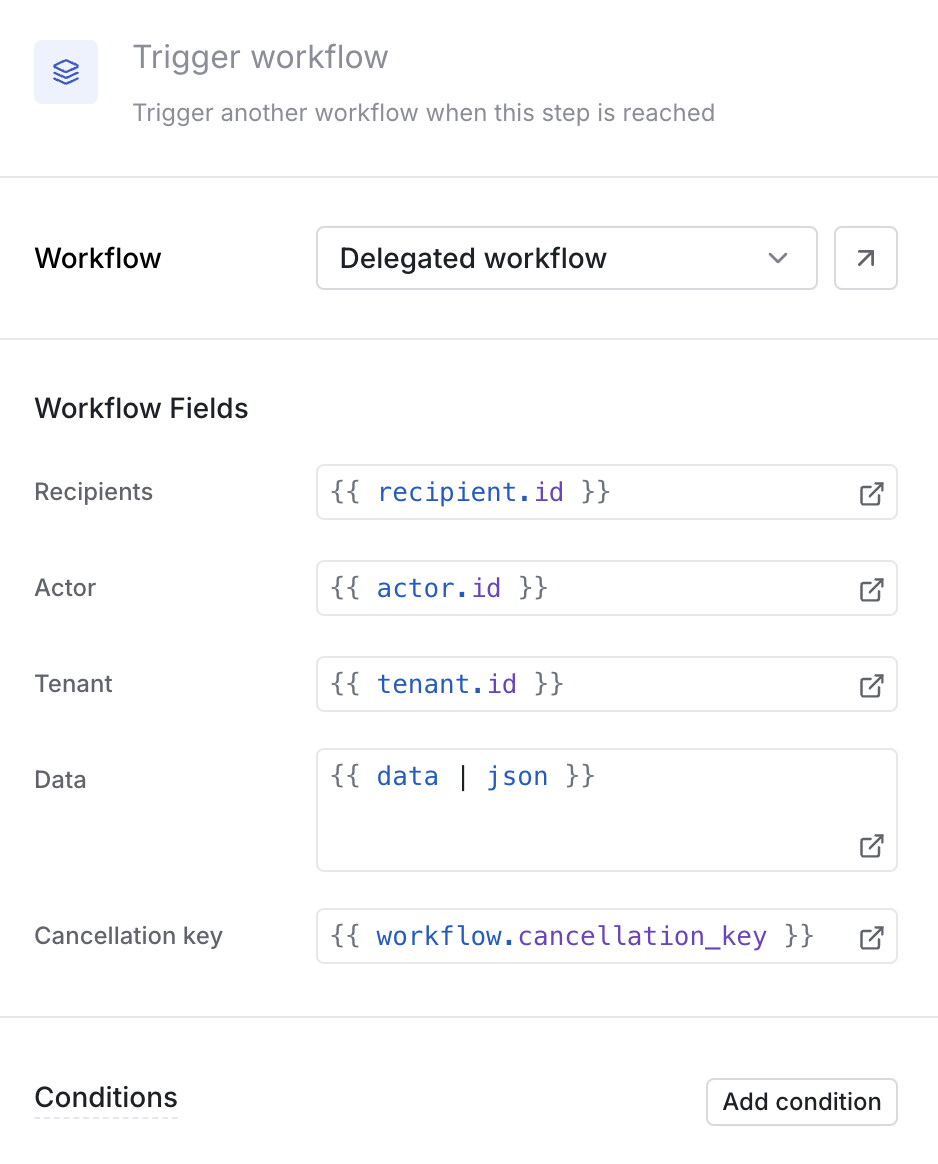 Trigger workflow
Trigger another workflow when this step is reached
Workflow
Delegated workflow
Workflow Fields
Recipients
{{ recipient.id }}
Actor
{{ actor.id }}
Tenant
{{ tenant.id }}
Data
{{ data | json }}
Cancellation key
{{ workflow.cancellation_key }}
Conditions
Add condition